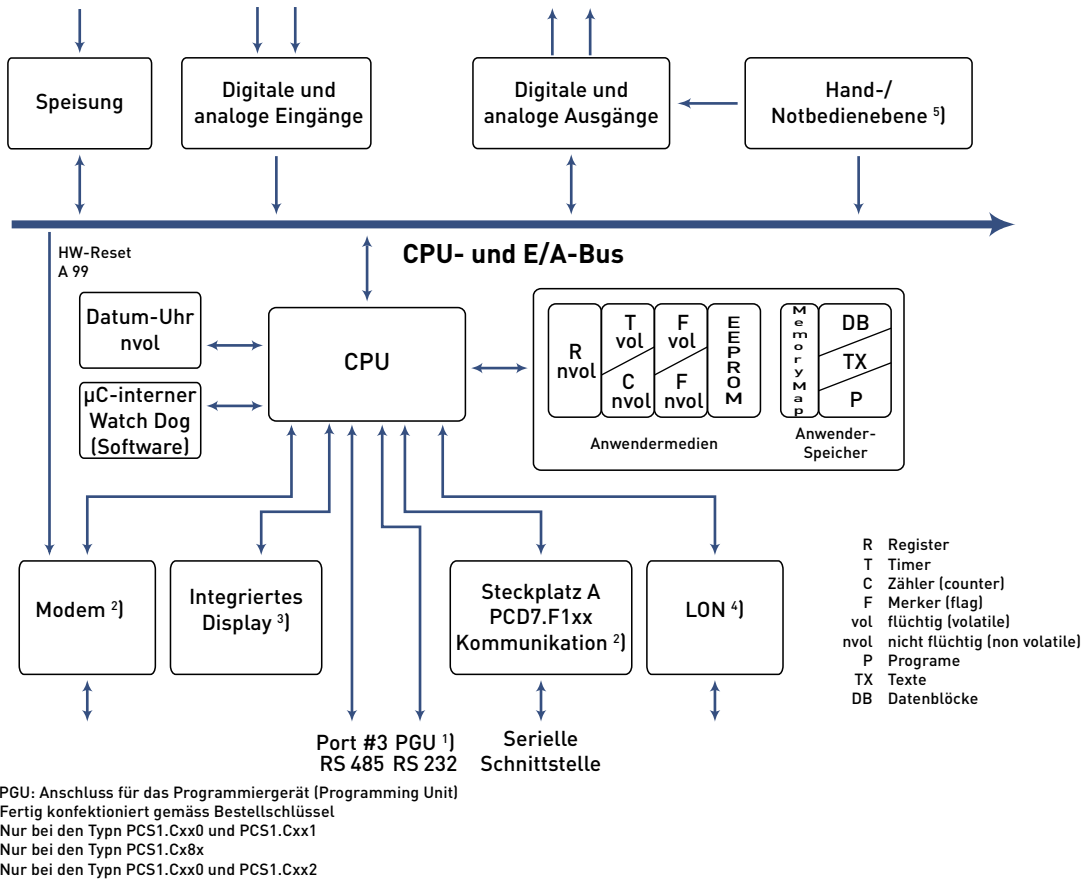 Speisung
Digitale und
analoge Eingänge
Digitale und
analoge Ausgänge
Hand-/
Notbedienebene ⁵)
HW-Reset
A 99
CPU- und E/A-Bus
Datum-Uhr
nvol
µC-interner
Watch Dog
(Software)
CPU
R
nvol
T
vol
C
nvol
F
vol
F
nvol
EEPROM
Anwendermedien
MemoryMap
DB
TX
P
Anwender-
Speicher
Modem ²)
Integriertes
Display ³)
Steckplatz A
PCD7.F1xx
Kommunikation ²)
LON ⁴)
R Register
T Timer
C Zähler (counter)
F Merker (flag)
vol flüchtig (volatile)
nvol nicht flüchtig (non volatile)
P Programe
TX Texte
DB Datenblöcke
Port #3
RS 485
PGU ¹)
RS 232
Serielle
Schnittstelle
PGU: Anschluss für das Programmiergerät (Programming Unit)
Fertig konfektioniert gemäss Bestellschlüssel
Nur bei den Typn PCS1.Cxx0 und PCS1.Cxx1
Nur bei den Typn PCS1.Cx8x
Nur bei den Typn PCS1.Cxx0 und PCS1.Cxx2